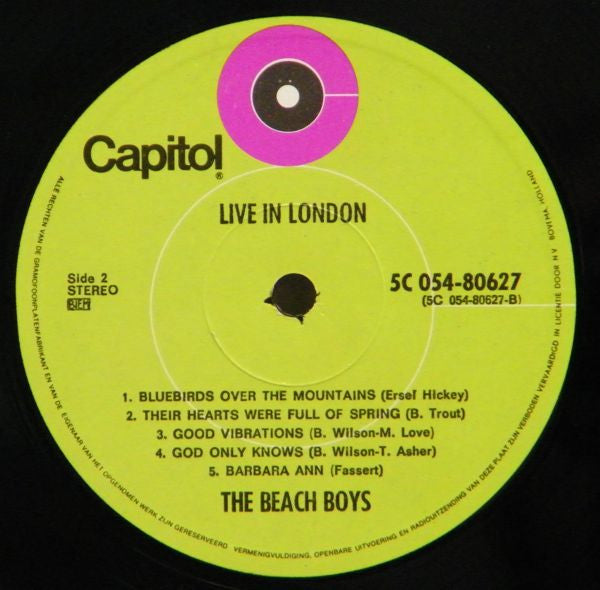 Capitol®
LIVE IN LONDON
Side 2
STEREO
BIEM
5C 054-80627
(5C 054-80627-B)
1. BLUEBIRDS OVER THE MOUNTAINS (Ersel Hickey)
2. THEIR HEARTS WERE FULL OF SPRING (B. Trout)
3. GOOD VIBRATIONS (B. Wilson-M. Love)
4. GOD ONLY KNOWS (B. Wilson-T. Asher)
5. BARBARA ANN (Fassert)
THE BEACH BOYS
ALLE RECHTEN VAN DE GRAMOFOONPLATENFABRIKANT EN VAN DE EIGENAAR VAN HET OPGENOMEN WERK ZIJN GERESERVEERD VERMENIGVULDIGING, OPENBARE UITVOERING EN RADIOUITZENDING VAN DEZE PLAAT ZIJN VERBODEN VERVAARDIGD IN LICENTIE DOOR N V BOVEMA, HOLLAND